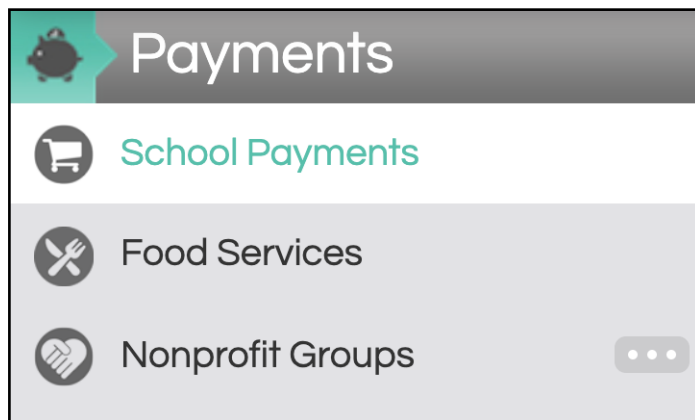 Payments
School Payments
Food Services
Nonprofit Groups